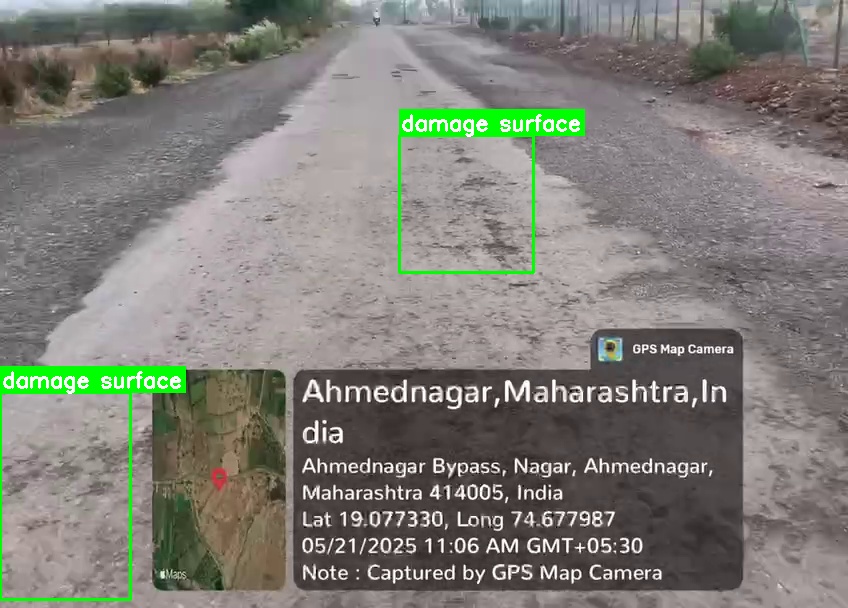 damage surface
damage surface
GPS Map Camera
Ahmednagar,Maharashtra,In
dia
Ahmednagar Bypass, Nagar, Ahmednagar,
Maharashtra 414005, India
Lat 19.077330, Long 74.677987
05/21/2025 11:06 AM GMT+05:30
Note : Captured by GPS Map Camera
Maps